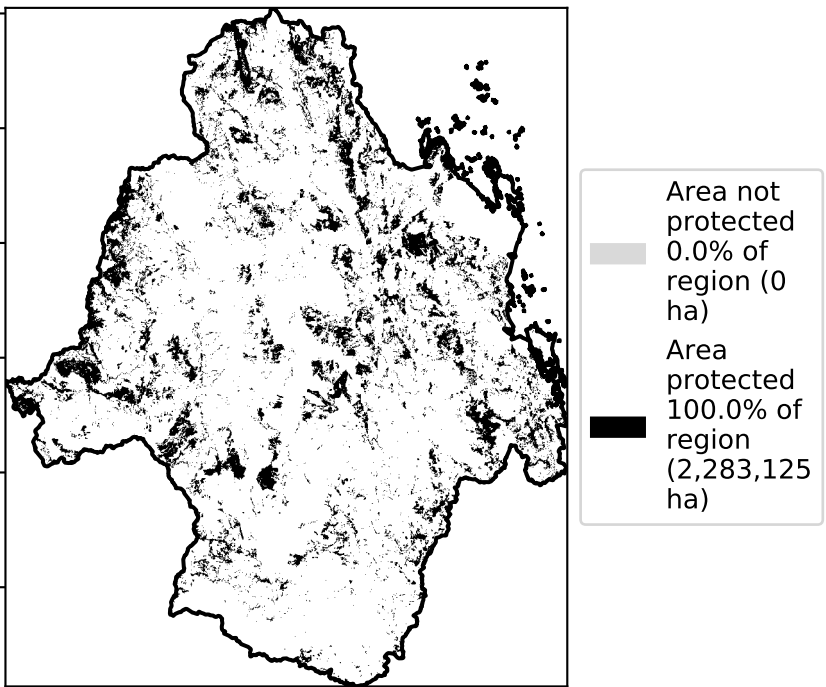 Area not
protected
0.0% of
region (0
ha)
Area
protected
100.0% of
region
(2,283,125
ha)